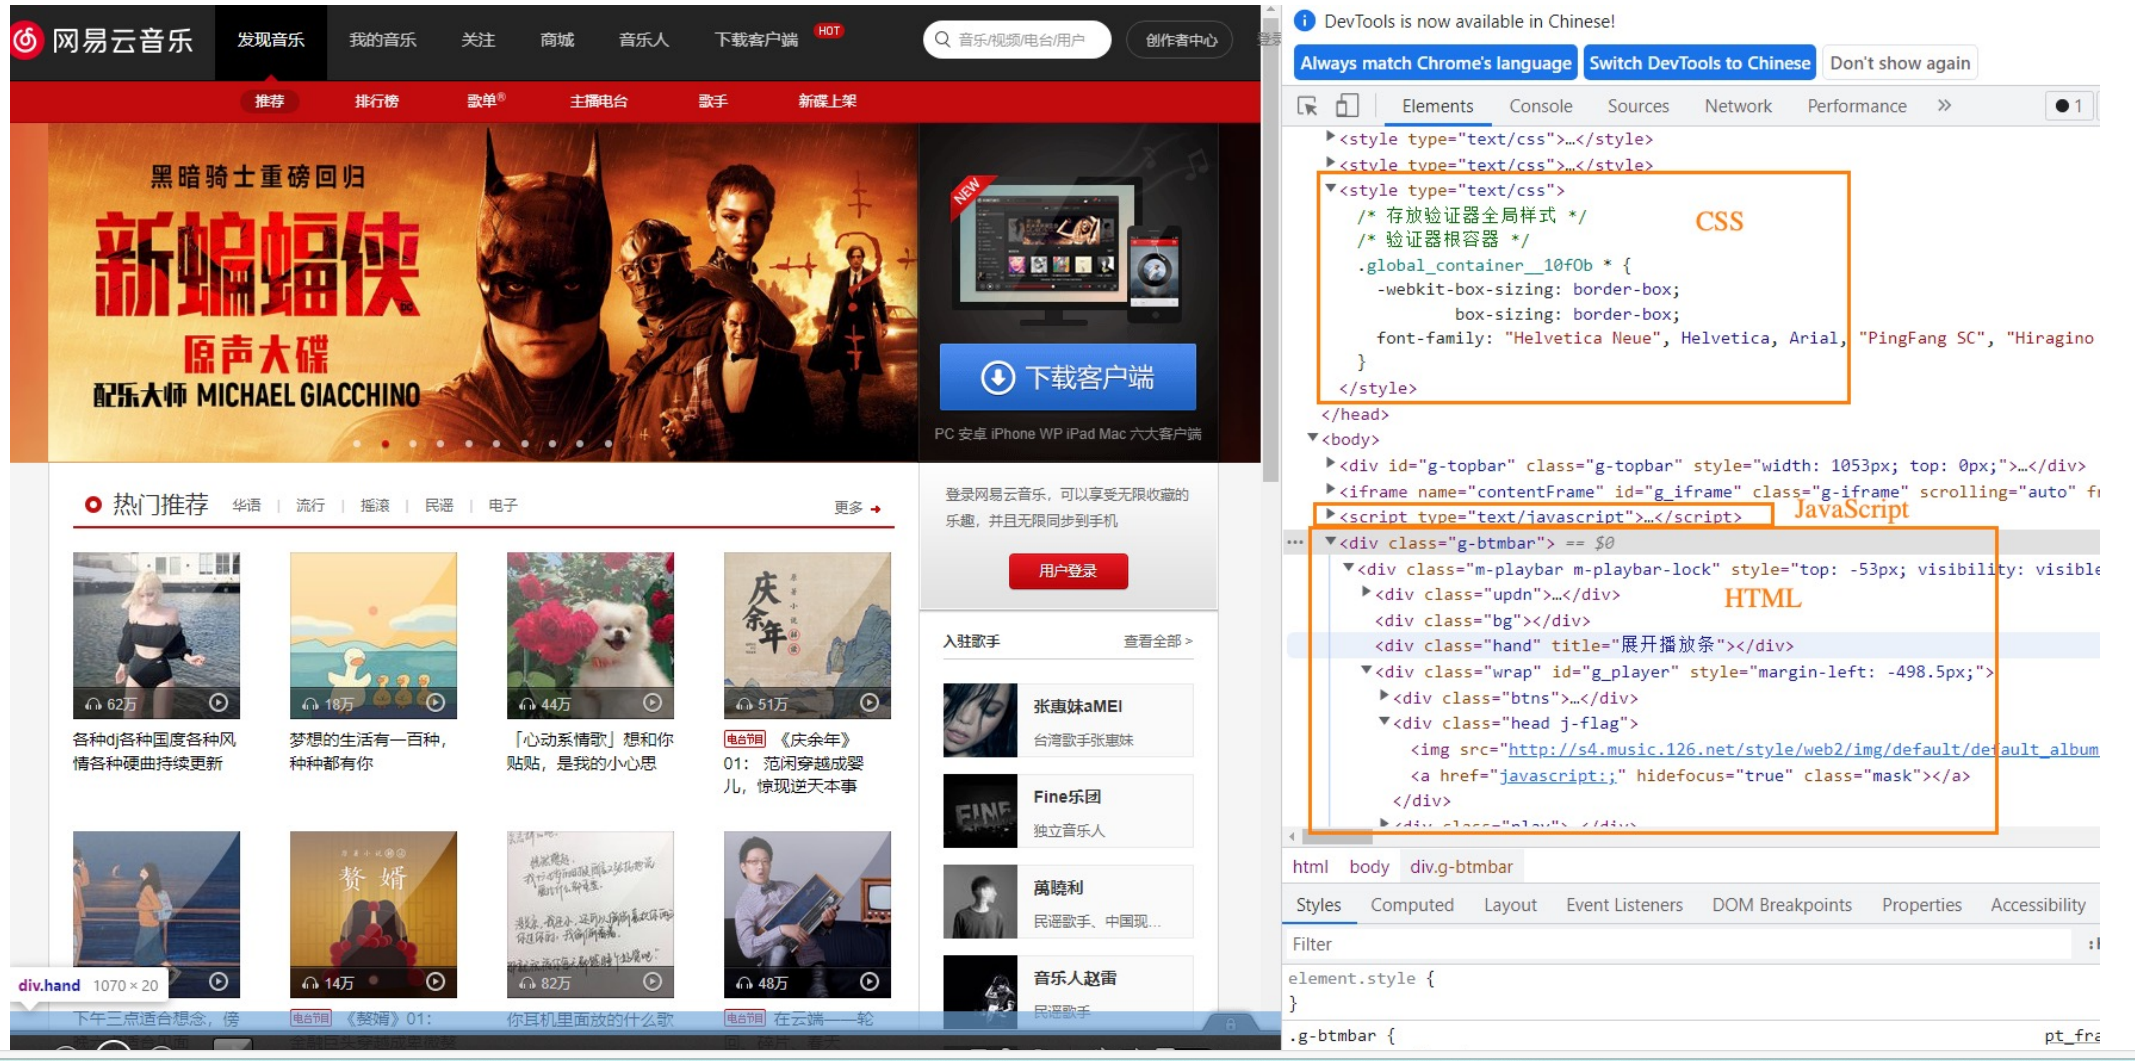 网易云音乐
发现音乐
我的音乐
关注
商城
音乐人
下载客户端
HOT
音乐/视频/电台/用户
创作者中心
推荐
排行榜
歌单®
主播电台
歌手
新碟上架
黑暗骑士重磅回归
新蝙蝠侠
原声大碟
配乐大师 MICHAEL GIACCHINO
NEW
下载客户端
PC 安卓 iPhone WP iPad Mac 六大客户端
热门推荐
华语 | 流行 | 摇滚 | 民谣 | 电子
更多
登录网易云音乐，可以享受无限收藏的
乐趣，并且无限同步到手机
用户登录
庆余年
62万
18万
44万
51万
各种dj各种国度各种风
情各种硬曲持续更新
梦想的生活有一百种，
种种都有你
「心动系情歌」想和你
贴贴，是我的小心思
电台节目 《庆余年》
01： 范闲穿越成婴
儿，惊现逆天本事
入驻歌手
查看全部 >
张惠妹aMEI
台湾歌手张惠妹
FINE
Fine乐团
独立音乐人
萬曉利
民谣歌手、中国现...
音乐人赵雷
民谣歌手
赘婿
14万
82万
48万
div.hand 1070 × 20
下午三点适合想念，傍
电台节目 《赘婿》01：
你耳机里面放的什么歌
电台节目 在云端——轮
DevTools is now available in Chinese!
Always match Chrome's language
Switch DevTools to Chinese
Don't show again
Elements
Console
Sources
Network
Performance
»
1
<style type="text/css">…</style>
<style type="text/css">…</style>
<style type="text/css">
/* 存放验证器全局样式 */
CSS
/* 验证器根容器 */
.global_container__10fOb * {
-webkit-box-sizing: border-box;
box-sizing: border-box;
font-family: "Helvetica Neue", Helvetica, Arial, "PingFang SC", "Hiragino
}
</style>
</head>
<body>
<div id="g-topbar" class="g-topbar" style="width: 1053px; top: 0px;">…</div>
<iframe name="contentFrame" id="g_iframe" class="g-iframe" scrolling="auto" fr
<script type="text/javascript">…</script>
JavaScript
<div class="g-btmbar"> == $0
<div class="m-playbar m-playbar-lock" style="top: -53px; visibility: visible
<div class="updn">…</div>
HTML
<div class="bg"></div>
<div class="hand" title="展开播放条"></div>
<div class="wrap" id="g_player" style="margin-left: -498.5px;">
<div class="btns">…</div>
<div class="head j-flag">
<img src="http://s4.music.126.net/style/web2/img/default/default_album
<a href="javascript:;" hidefocus="true" class="mask"></a>
</div>
<div class="play"> </div>
html body div.g-btmbar
Styles
Computed
Layout
Event Listeners
DOM Breakpoints
Properties
Accessibility
Filter
element.style {
}
.g-btmbar {
pt_fra